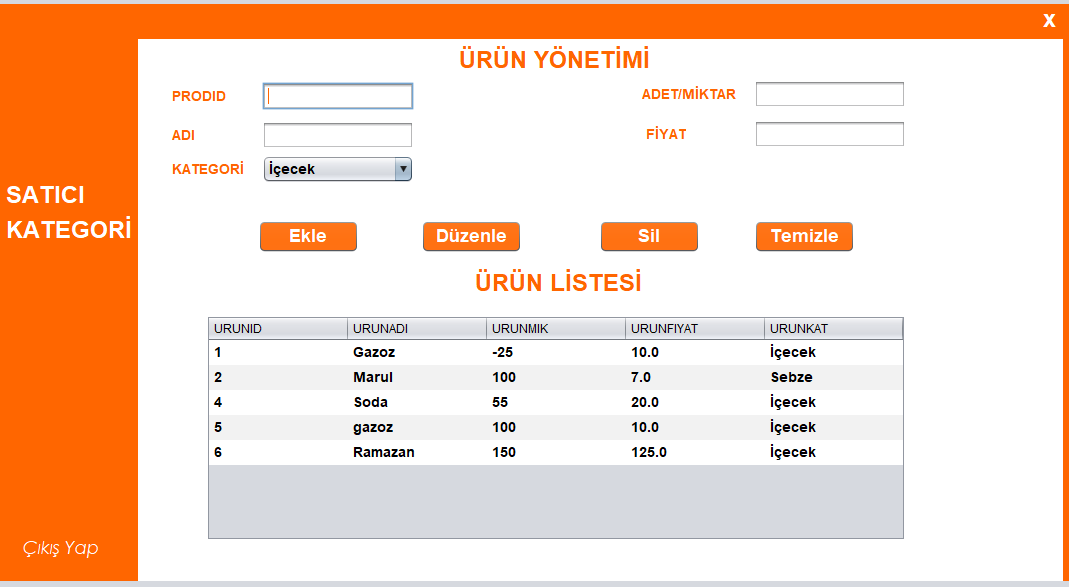 X
ÜRÜN YÖNETİMİ
PRODID
ADET/MİKTAR
ADI
FİYAT
KATEGORİ İçecek
SATICI
KATEGORİ
Ekle Düzenle Sil Temizle
ÜRÜN LİSTESİ
URUNID URUNADI URUNMIK URUNFIYAT URUNKAT
1 Gazoz -25 10.0 İçecek
2 Marul 100 7.0 Sebze
4 Soda 55 20.0 İçecek
5 gazoz 100 10.0 İçecek
6 Ramazan 150 125.0 İçecek
Çıkış Yap